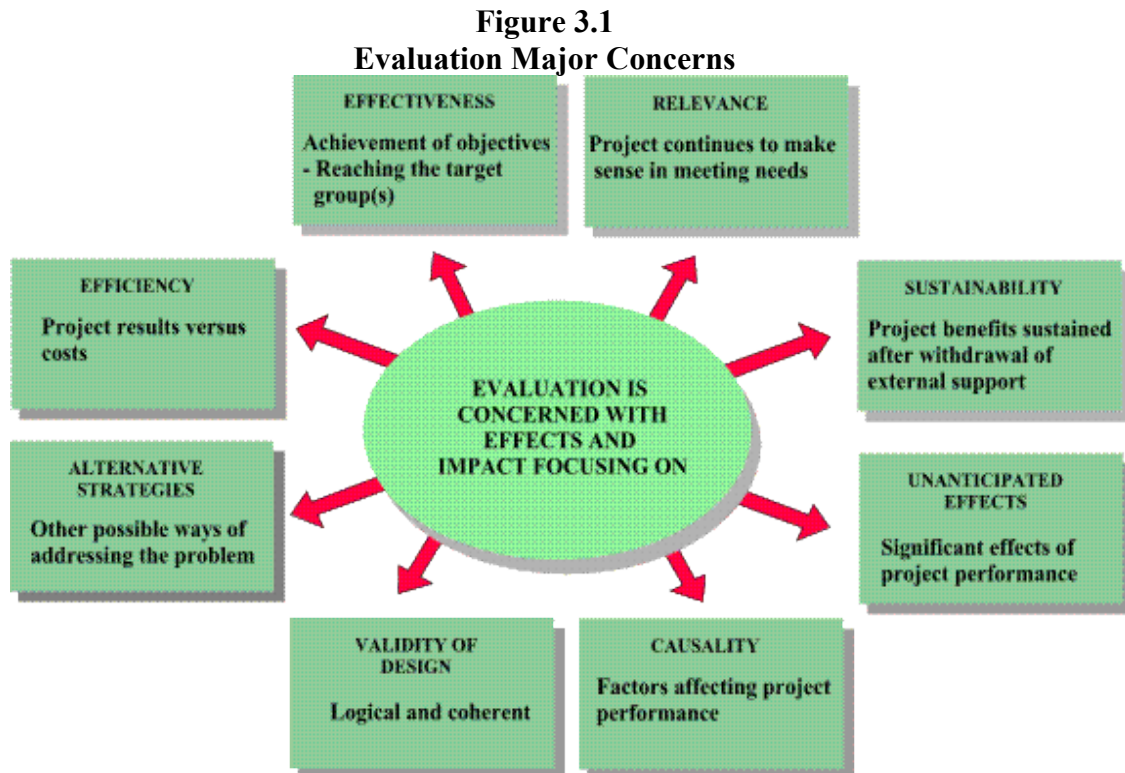 Figure 3.1
Evaluation Major Concerns
EFFECTIVENESS
Achievement of objectives
- Reaching the target
group(s)
RELEVANCE
Project continues to make
sense in meeting needs
EFFICIENCY
Project results versus
costs
SUSTAINABILITY
Project benefits sustained
after withdrawal of
external support
EVALUATION IS
CONCERNED WITH
EFFECTS AND
IMPACT FOCUSING ON
ALTERNATIVE
STRATEGIES
Other possible ways of
addressing the problem
UNANTICIPATED
EFFECTS
Significant effects of
project performance
VALIDITY OF
DESIGN
Logical and coherent
CAUSALITY
Factors affecting project
performance